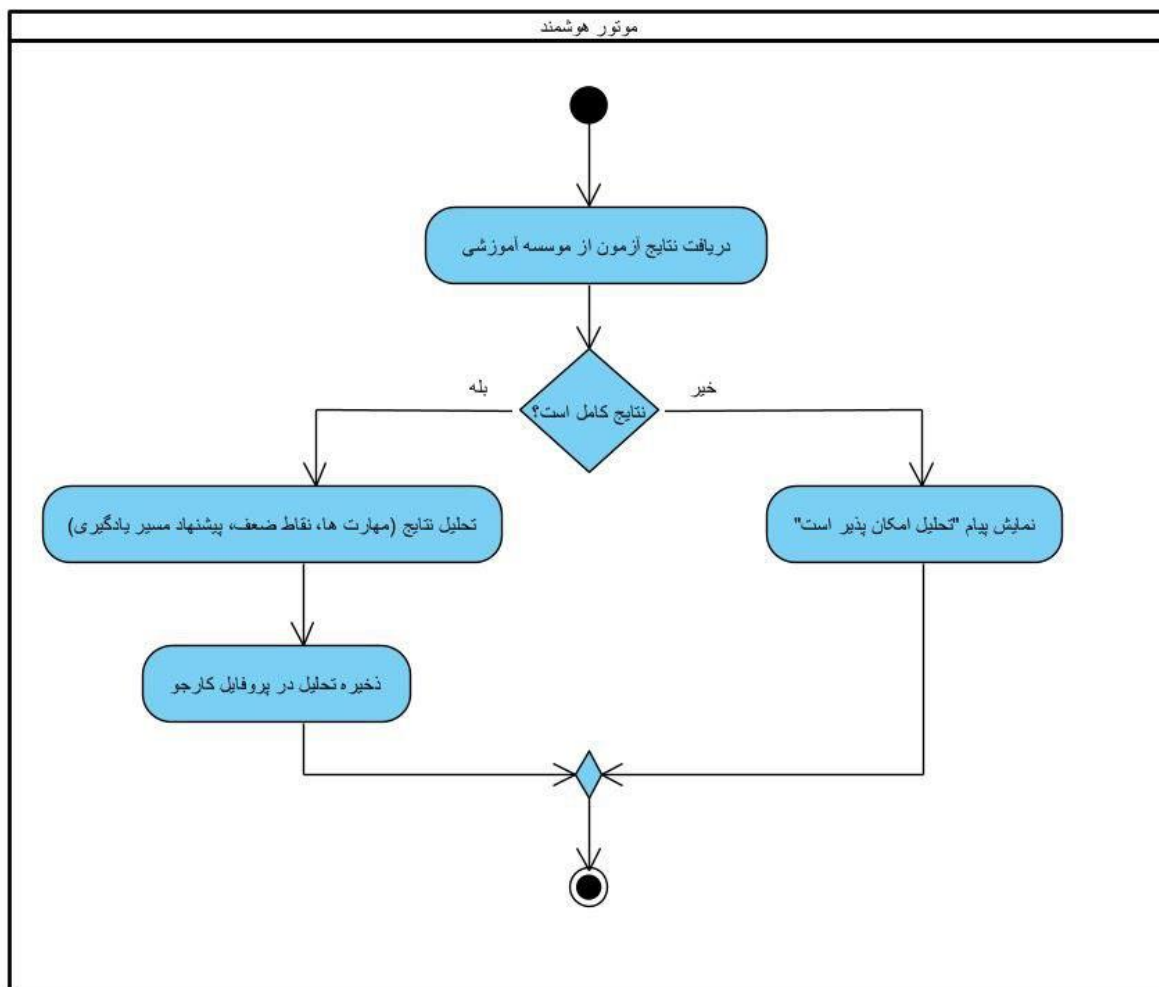 موتور هوشمند
دریافت نتایج آزمون از موسسه آموزشی
نتایج کامل است؟
خیر
بله
نمایش پیام "تحلیل امکان پذیر است"
تحلیل نتایج (مهارت ها، نقاط ضعف، پیشنهاد مسیر یادگیری)
ذخیره تحلیل در پروفایل کارجو